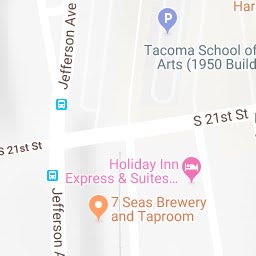 Har
Jefferson Ave
P
Tacoma School of
Arts (1950 Build
S 21st St
S 21st St
Holiday Inn
Express & Suites...
7 Seas Brewery
and Taproom
Jefferson A